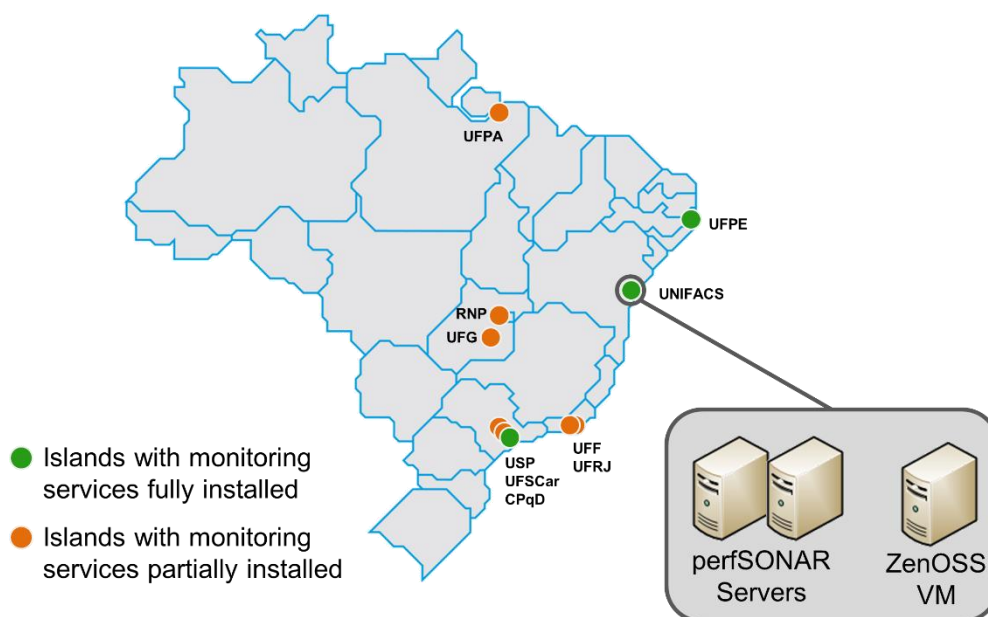 UFPA
UFPE
UNIFACS
RNP
UFG
USP
UFSCar
CPqD
UFF
UFRJ
Islands with monitoring
services fully installed
Islands with monitoring
services partially installed
perfSONAR
Servers
ZenOSS
VM